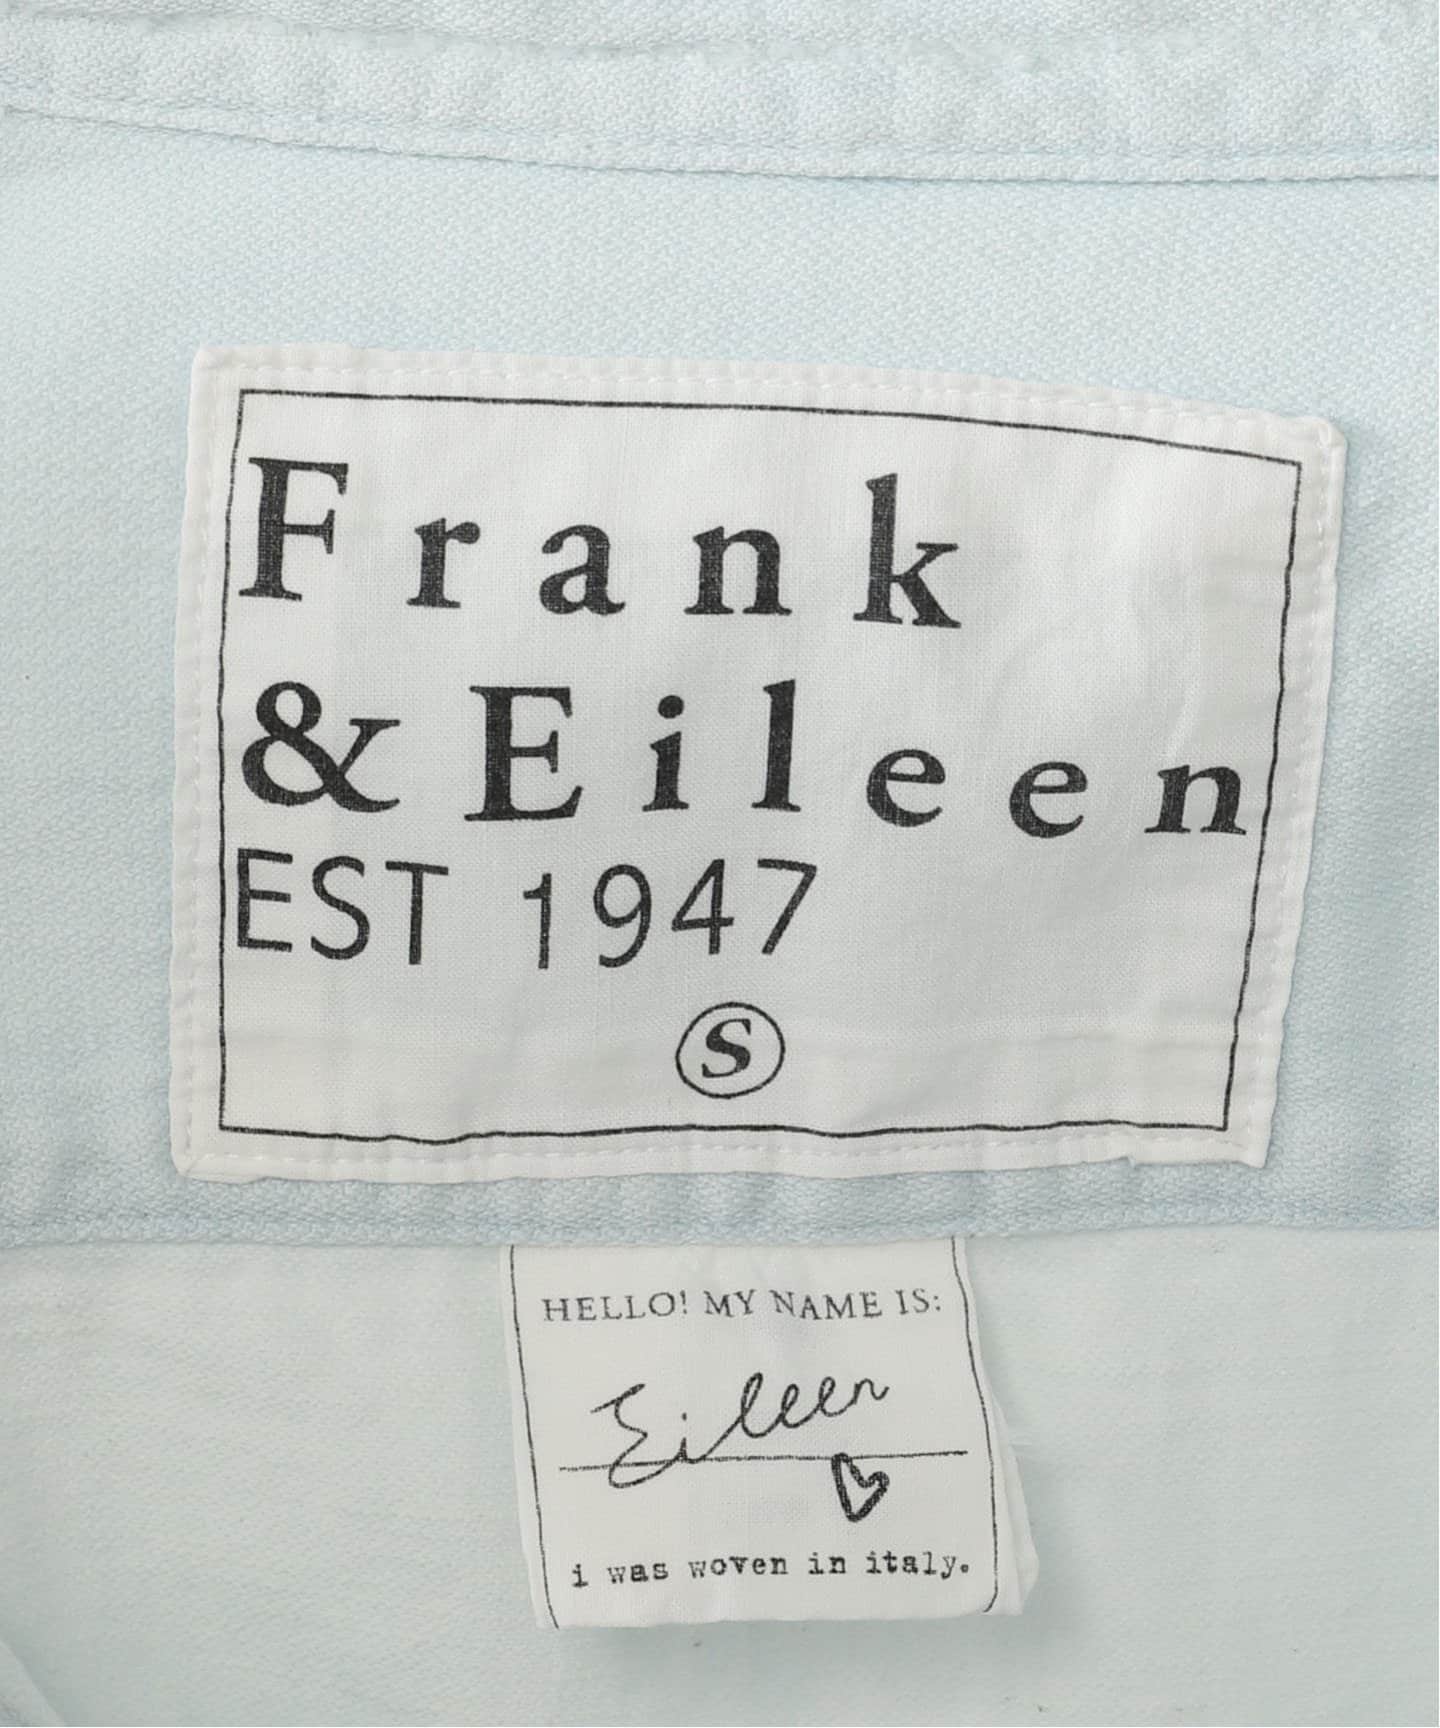 Frank
& Eileen
EST 1947
S
HELLO! MY NAME IS:
Eileen
i was woven in italy.